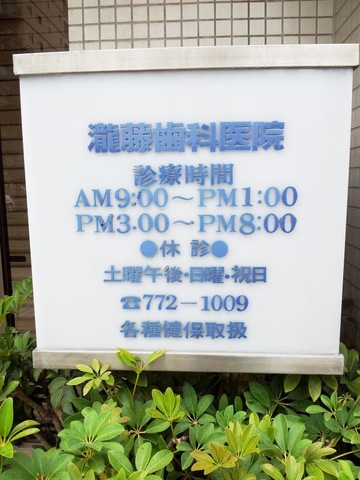 瀧藤歯科医院
診療時間
AM9:00～PM1:00
PM3.00～PM8:00
●休診●
土曜午後・日曜・祝日
☎772－1009
各種健保取扱